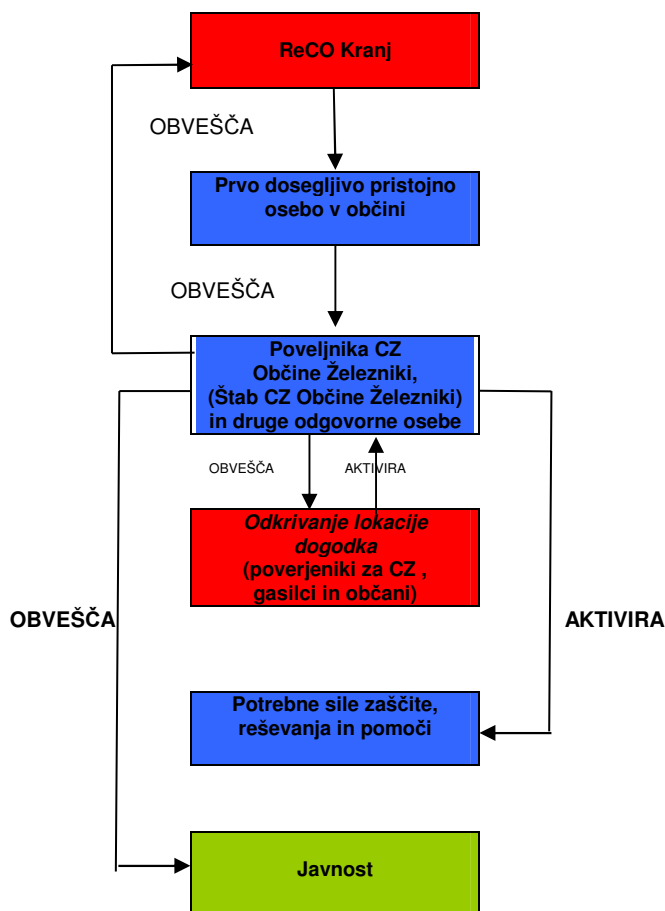 ReCO Kranj
OBVEŠČA
Prvo dosegljivo pristojno
osebo v občini
OBVEŠČA
Poveljnika CZ
Občine Železniki,
(Štab CZ Občine Železniki)
in druge odgovorne osebe
OBVEŠČA AKTIVIRA
Odkrivanje lokacije
dogodka
(poverjeniki za CZ ,
gasilci in občani)
OBVEŠČA AKTIVIRA
Potrebne sile zaščite,
reševanja in pomoči
Javnost